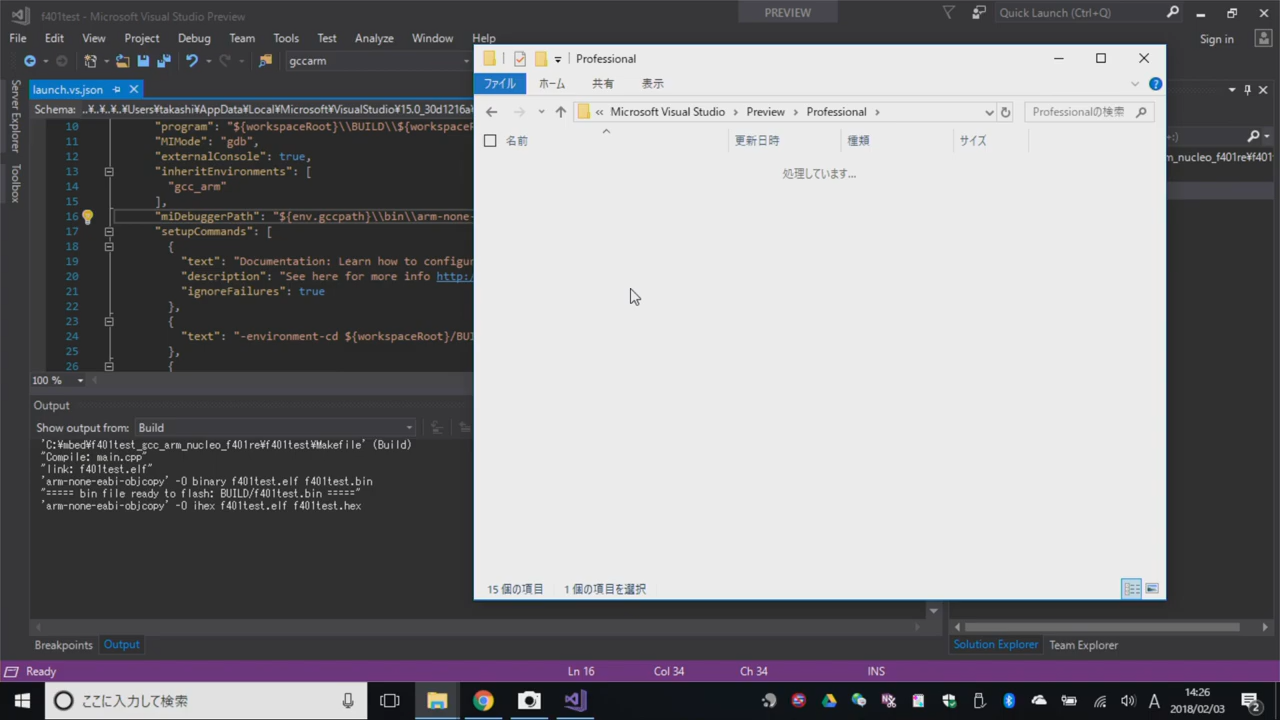 f401test - Microsoft Visual Studio Preview
PREVIEW
Quick Launch (Ctrl+Q)
File Edit View Project Debug Team Tools Test Analyze Window Help
Sign in
gccarm
launch.vs.json
Schema: ..¥..¥..¥..¥Users¥takashi¥AppData¥Local¥Microsoft¥VisualStudio¥15.0_30d1216a
Server Explorer
Toolbox
10 "program": "${workspaceRoot}\\BUILD\\${workspaceR
11 "MIMode": "gdb",
12 "externalConsole": true,
13 "inheritEnvironments": [
14 "gcc_arm"
15 ],
16 "miDebuggerPath": "${env.gccpath}\\bin\\arm-none-
17 "setupCommands": [
18 {
19 "text": "Documentation: Learn how to configur
20 "description": "See here for more info http:/
21 "ignoreFailures": true
22 },
23 {
24 "text": "-environment-cd ${workspaceRoot}/BUI
25 },
26 {
100 %
Output
Show output from: Build
'C:¥mbed¥f401test_gcc_arm_nucleo_f401re¥f401test¥Makefile' (Build)
"Compile: main.cpp"
"link: f401test.elf"
'arm-none-eabi-objcopy' -O binary f401test.elf f401test.bin
"===== bin file ready to flash: BUILD/f401test.bin ====="
'arm-none-eabi-objcopy' -O ihex f401test.elf f401test.hex
Breakpoints Output
Professional
ファイル ホーム 共有 表示
« Microsoft Visual Studio > Preview > Professional >
Professionalの検索
名前 更新日時 種類 サイズ
処理しています...
15 個の項目 1 個の項目を選択
m_nucleo_f401re¥f401
Solution Explorer Team Explorer
Ready Ln 16 Col 34 Ch 34 INS
ここに入力して検索
A
14:26
2018/02/03
2